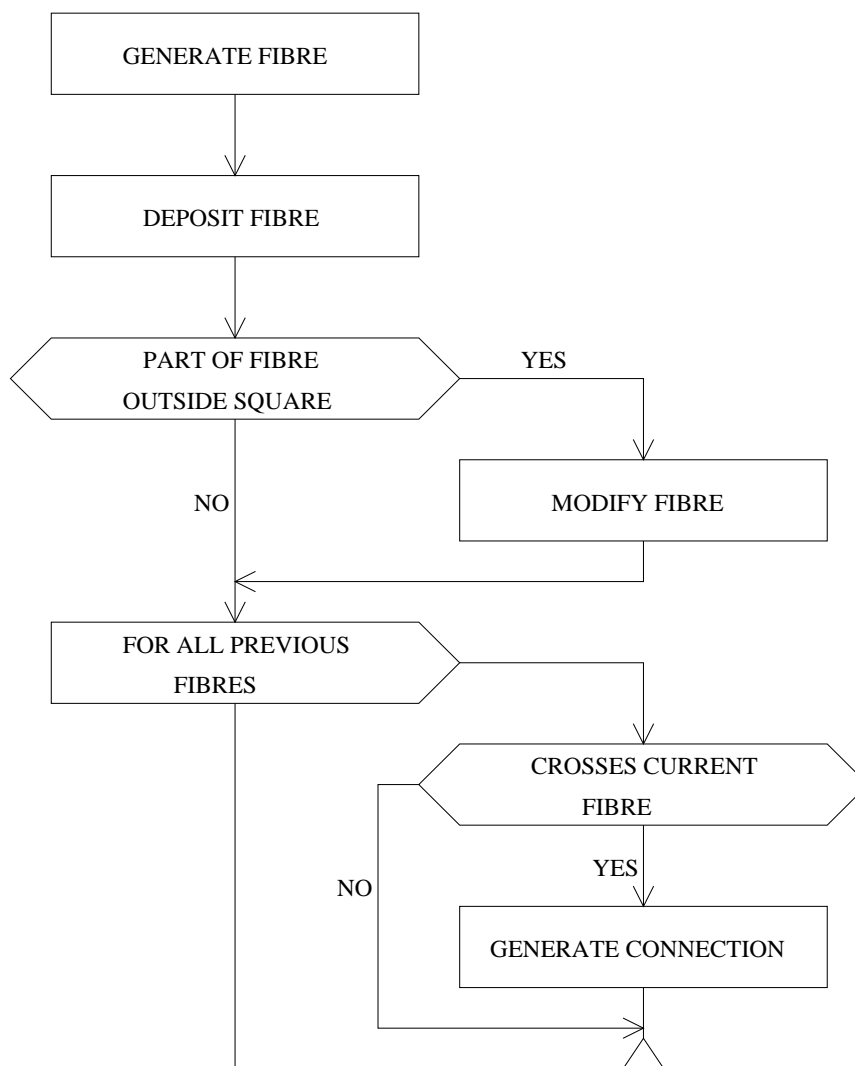 GENERATE FIBRE
DEPOSIT FIBRE
PART OF FIBRE
OUTSIDE SQUARE
YES
NO
MODIFY FIBRE
FOR ALL PREVIOUS
FIBRES
CROSSES CURRENT
FIBRE
YES
NO
GENERATE CONNECTION